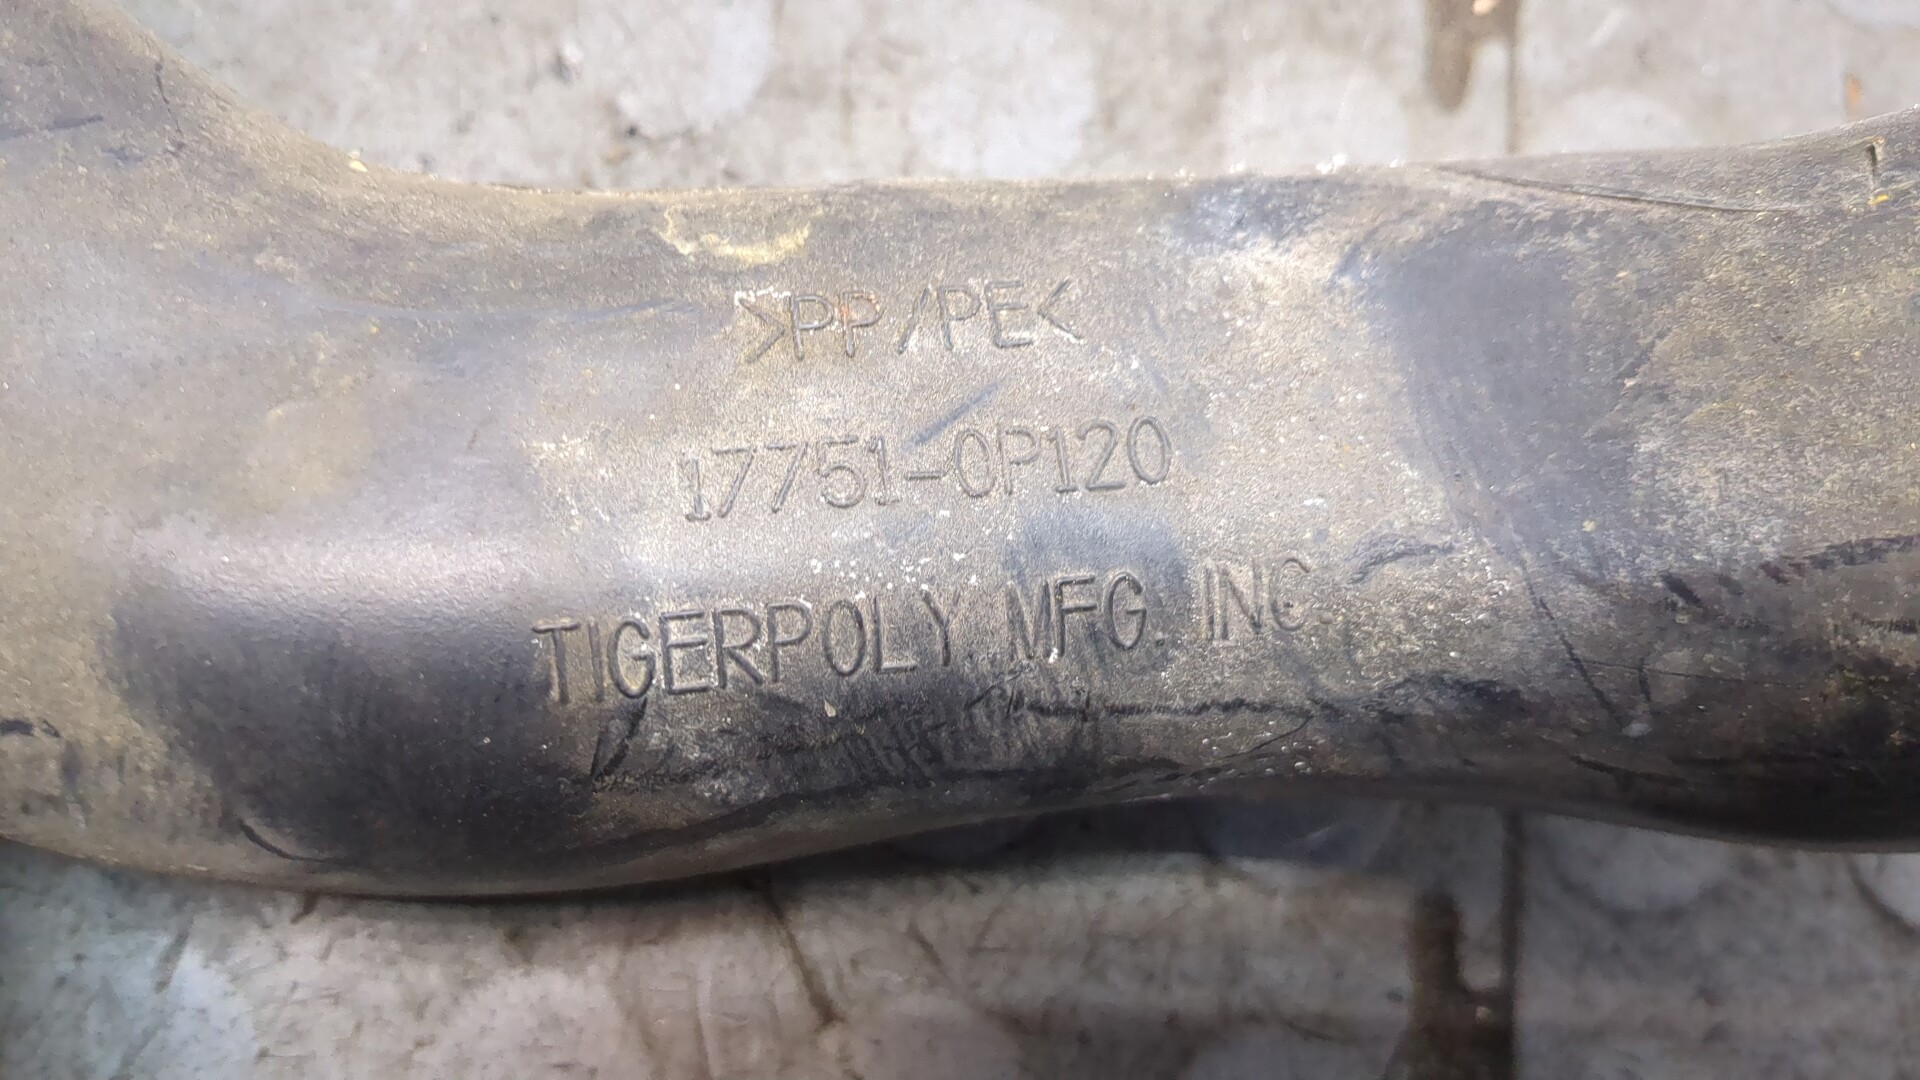 >PP/PE<
17751-0P120
TIGERPOLY MFG. INC.